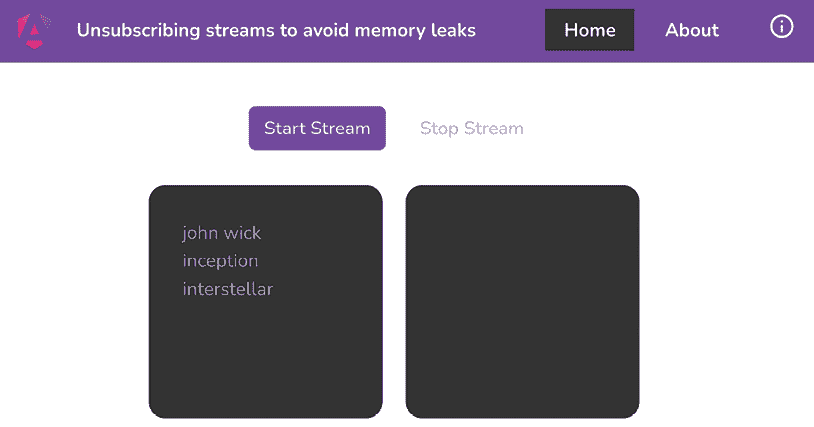 Unsubscribing streams to avoid memory leaks
Home
About
Start Stream
Stop Stream
john wick
inception
interstellar